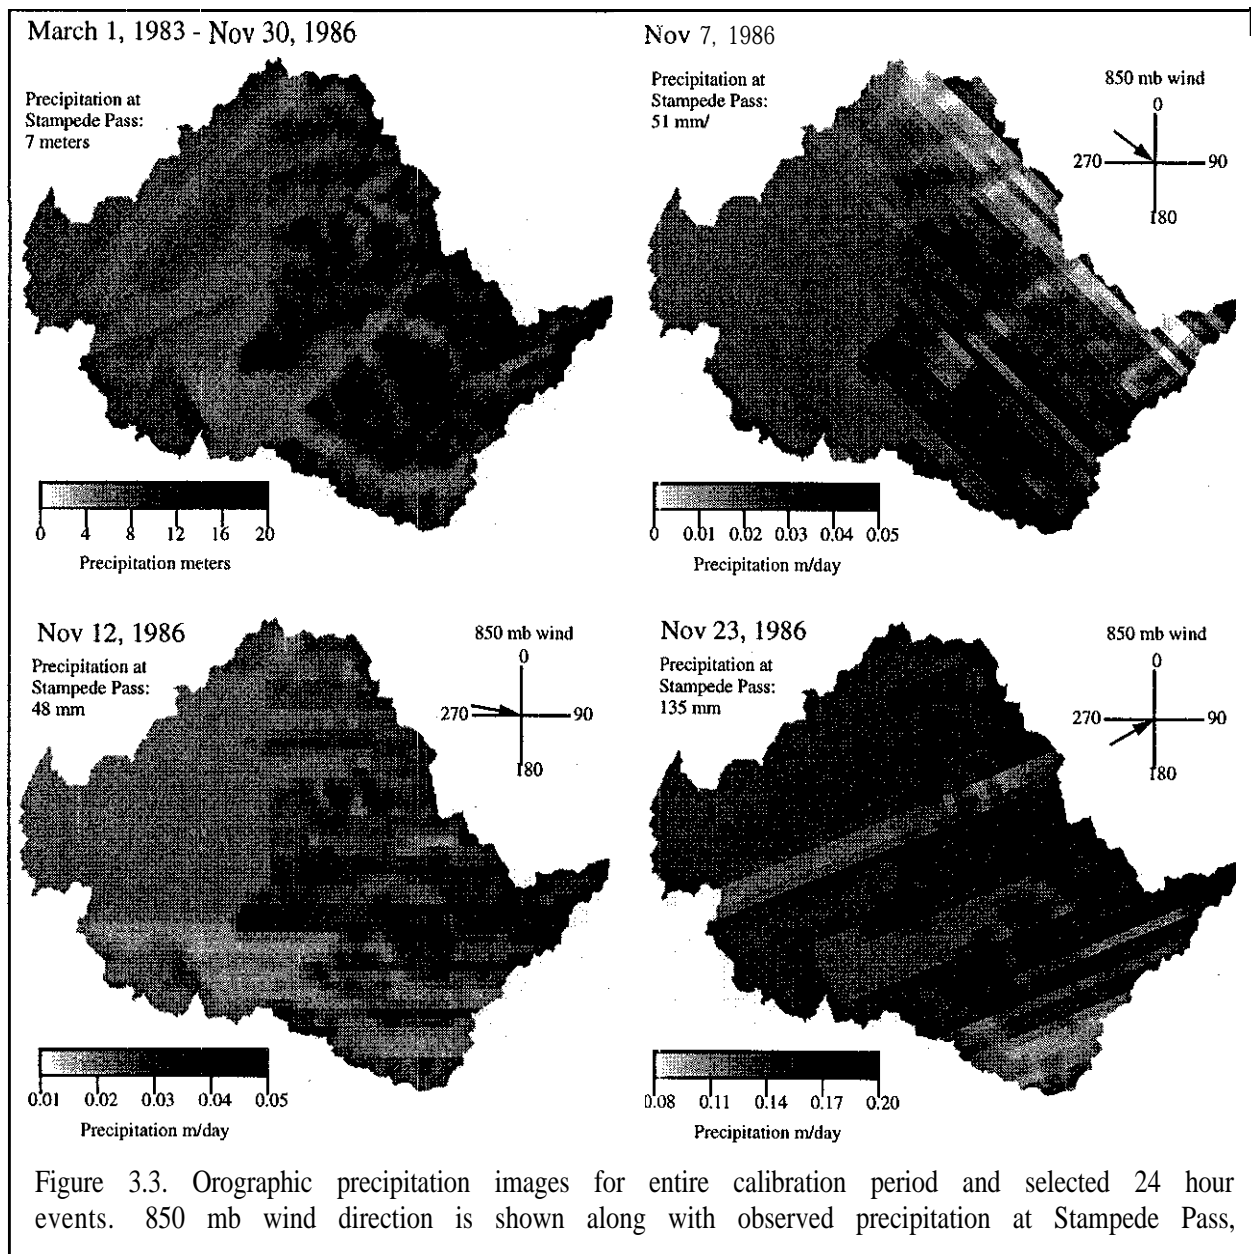 March 1, 1983 - Nov 30, 1986
Precipitation at
Stampede Pass:
7 meters
0 4 8 12 16 20
Precipitation meters
Nov 7, 1986
Precipitation at
Stampede Pass:
51 mm/
850 mb wind
0
270 90
180
0 0.01 0.02 0.03 0.04 0.05
Precipitation m/day
Nov 12, 1986
Precipitation at
Stampede Pass:
48 mm
850 mb wind
0
270 90
180
0.01 0.02 0.03 0.04 0.05
Precipitation m/day
Nov 23, 1986
Precipitation at
Stampede Pass:
135 mm
850 mb wind
0
270 90
180
0.08 0.11 0.14 0.17 0.20
Precipitation m/day
Figure 3.3. Orographic precipitation images for entire calibration period and selected 24 hour
events. 850 mb wind direction is shown along with observed precipitation at Stampede Pass,